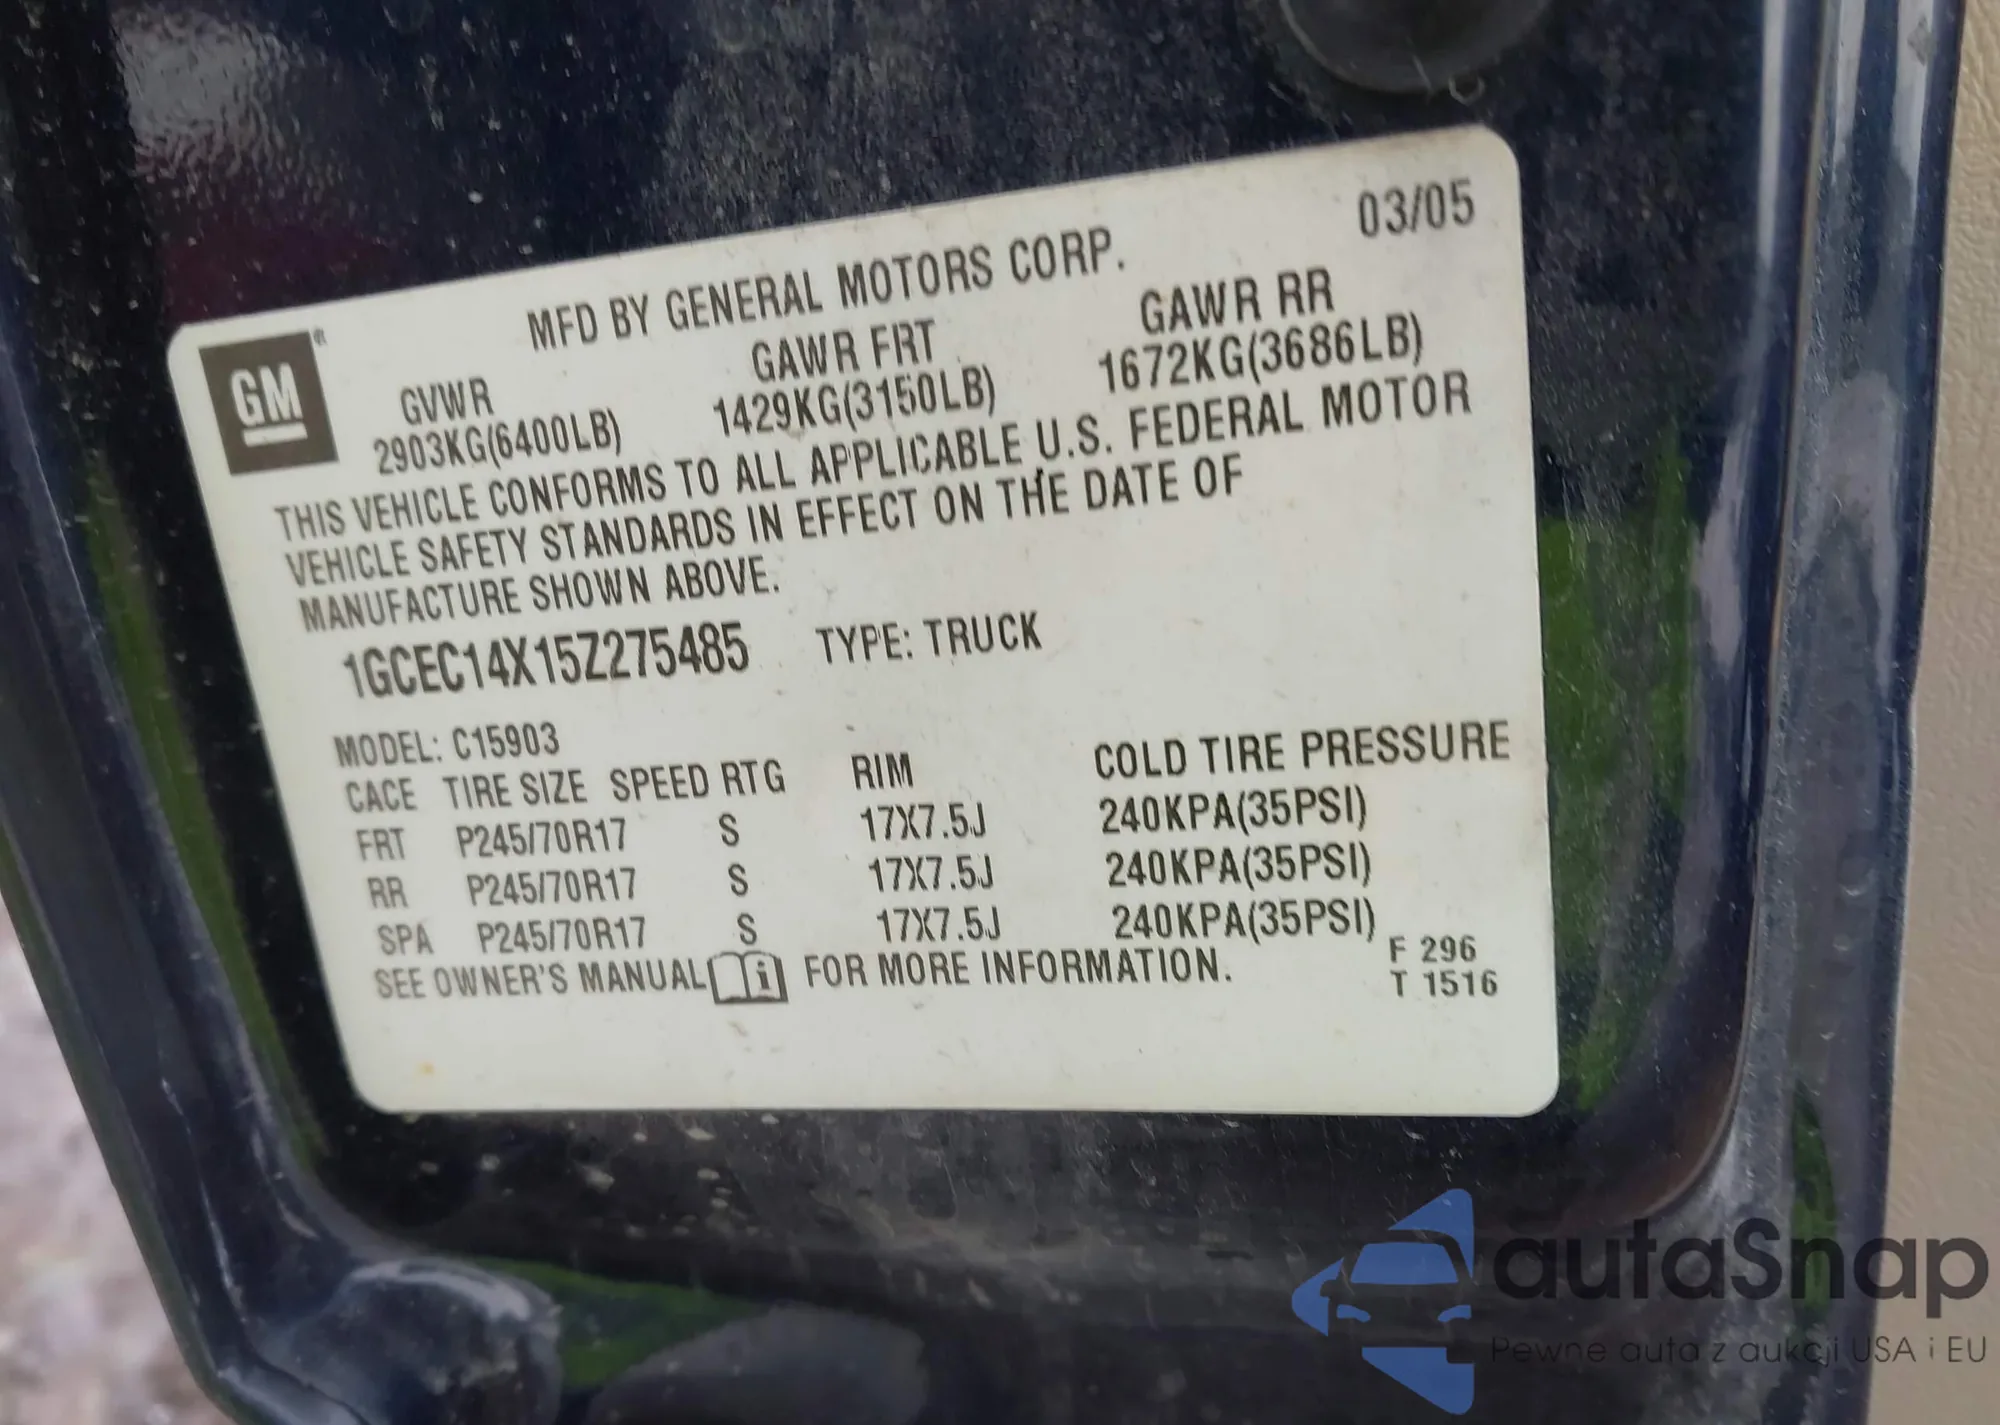 03/05
MFD BY GENERAL MOTORS CORP.
GM ®
GVWR GAWR FRT GAWR RR
2903KG(6400LB) 1429KG(3150LB) 1672KG(3686LB)
THIS VEHICLE CONFORMS TO ALL APPLICABLE U.S. FEDERAL MOTOR
VEHICLE SAFETY STANDARDS IN EFFECT ON THE DATE OF
MANUFACTURE SHOWN ABOVE.
1GCEC14X15Z275485 TYPE: TRUCK
MODEL: C15903
CACE TIRE SIZE SPEED RTG RIM COLD TIRE PRESSURE
FRT P245/70R17 S 17X7.5J 240KPA(35PSI)
RR P245/70R17 S 17X7.5J 240KPA(35PSI)
SPA P245/70R17 S 17X7.5J 240KPA(35PSI)
SEE OWNER'S MANUAL i FOR MORE INFORMATION.
F 296
T 1516
autaSnap
Pewne auta z aukcji USA i EU